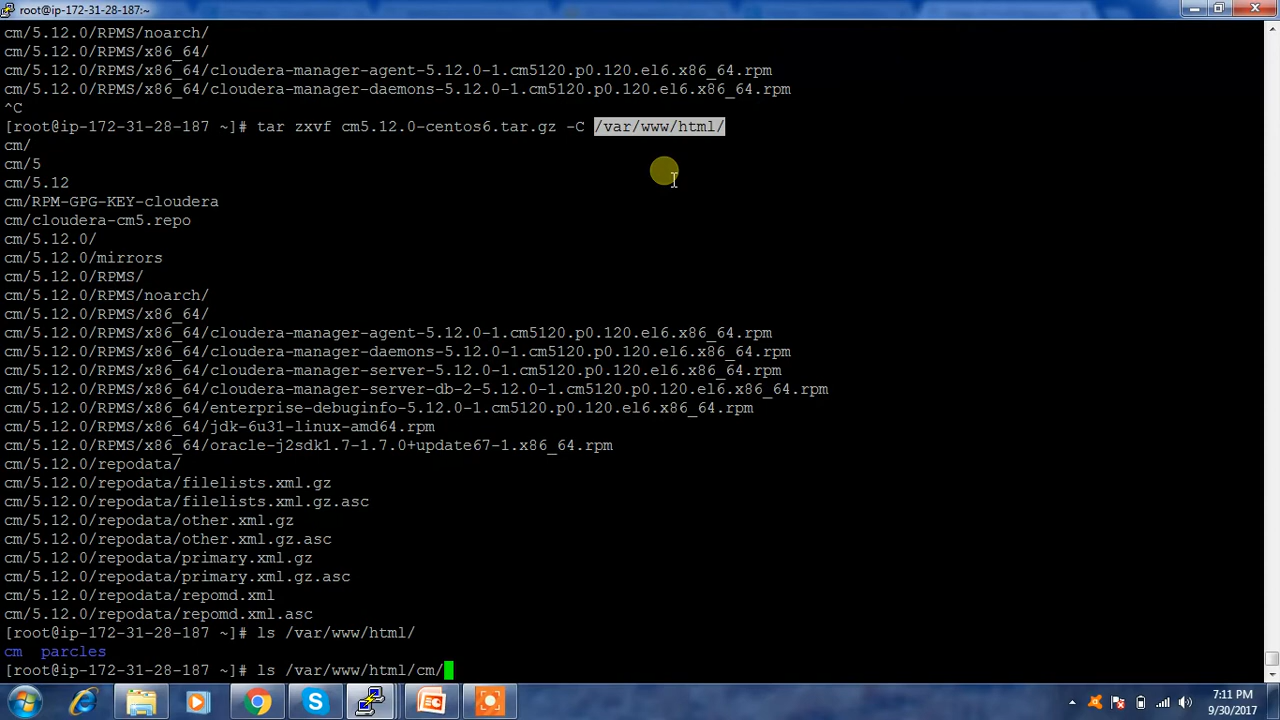 root@ip-172-31-28-187:~
cm/5.12.0/RPMS/noarch/
cm/5.12.0/RPMS/x86_64/
cm/5.12.0/RPMS/x86_64/cloudera-manager-agent-5.12.0-1.cm5120.p0.120.el6.x86_64.rpm
cm/5.12.0/RPMS/x86_64/cloudera-manager-daemons-5.12.0-1.cm5120.p0.120.el6.x86_64.rpm
^C
[root@ip-172-31-28-187 ~]# tar zxvf cm5.12.0-centos6.tar.gz -C /var/www/html/
cm/
cm/5
cm/5.12
cm/RPM-GPG-KEY-cloudera
cm/cloudera-cm5.repo
cm/5.12.0/
cm/5.12.0/mirrors
cm/5.12.0/RPMS/
cm/5.12.0/RPMS/noarch/
cm/5.12.0/RPMS/x86_64/
cm/5.12.0/RPMS/x86_64/cloudera-manager-agent-5.12.0-1.cm5120.p0.120.el6.x86_64.rpm
cm/5.12.0/RPMS/x86_64/cloudera-manager-daemons-5.12.0-1.cm5120.p0.120.el6.x86_64.rpm
cm/5.12.0/RPMS/x86_64/cloudera-manager-server-5.12.0-1.cm5120.p0.120.el6.x86_64.rpm
cm/5.12.0/RPMS/x86_64/cloudera-manager-server-db-2-5.12.0-1.cm5120.p0.120.el6.x86_64.rpm
cm/5.12.0/RPMS/x86_64/enterprise-debuginfo-5.12.0-1.cm5120.p0.120.el6.x86_64.rpm
cm/5.12.0/RPMS/x86_64/jdk-6u31-linux-amd64.rpm
cm/5.12.0/RPMS/x86_64/oracle-j2sdk1.7-1.7.0+update67-1.x86_64.rpm
cm/5.12.0/repodata/
cm/5.12.0/repodata/filelists.xml.gz
cm/5.12.0/repodata/filelists.xml.gz.asc
cm/5.12.0/repodata/other.xml.gz
cm/5.12.0/repodata/other.xml.gz.asc
cm/5.12.0/repodata/primary.xml.gz
cm/5.12.0/repodata/primary.xml.gz.asc
cm/5.12.0/repodata/repomd.xml
cm/5.12.0/repodata/repomd.xml.asc
[root@ip-172-31-28-187 ~]# ls /var/www/html/
cm  parcles
[root@ip-172-31-28-187 ~]# ls /var/www/html/cm/
7:11 PM
9/30/2017